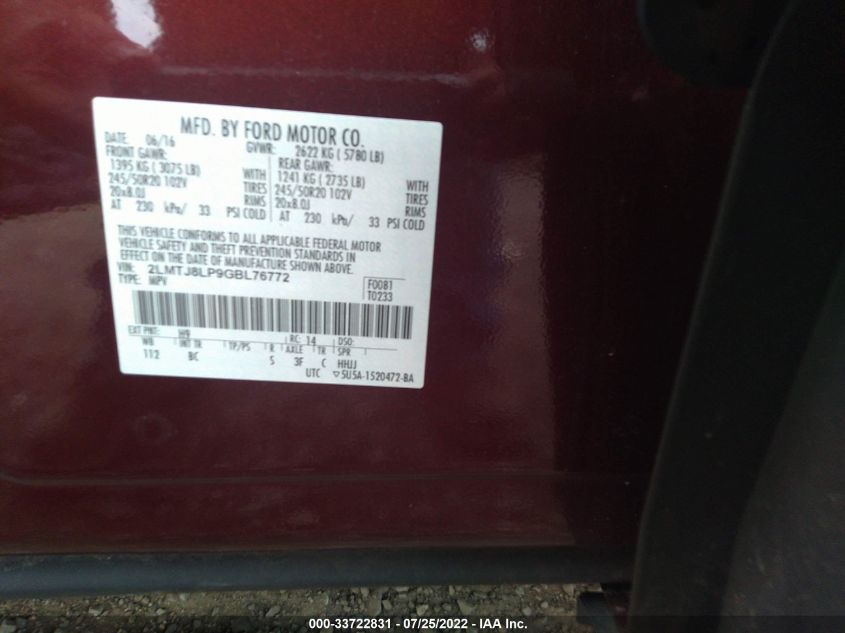 MFD. BY FORD MOTOR CO.
DATE: 06/16 GVWR: 2622 KG ( 5780 LB)
FRONT GAWR: REAR GAWR:
1395 KG ( 3075 LB) WITH 1241 KG ( 2735 LB) WITH
245/50R20 102V TIRES 245/50R20 102V TIRES
20x8.0J RIMS 20x8.0J RIMS
AT 230 kPa/ 33 PSI COLD AT 230 kPa/ 33 PSI COLD
THIS VEHICLE CONFORMS TO ALL APPLICABLE FEDERAL MOTOR
VEHICLE SAFETY AND THEFT PREVENTION STANDARDS IN
EFFECT ON THE DATE OF MANUFACTURE SHOWN ABOVE.
VIN: 2LMTJ8LP9GBL76772 F0081
TYPE: MPV T0233
EXT PNT: H9 RC: 14 DSO:
WB INT TR TP/PS R AXLE TR SPR
112 BC 5 3F C HHJJ
UTC ▽5U5A-1520472-BA
000-33722831 - 07/25/2022 - IAA Inc.